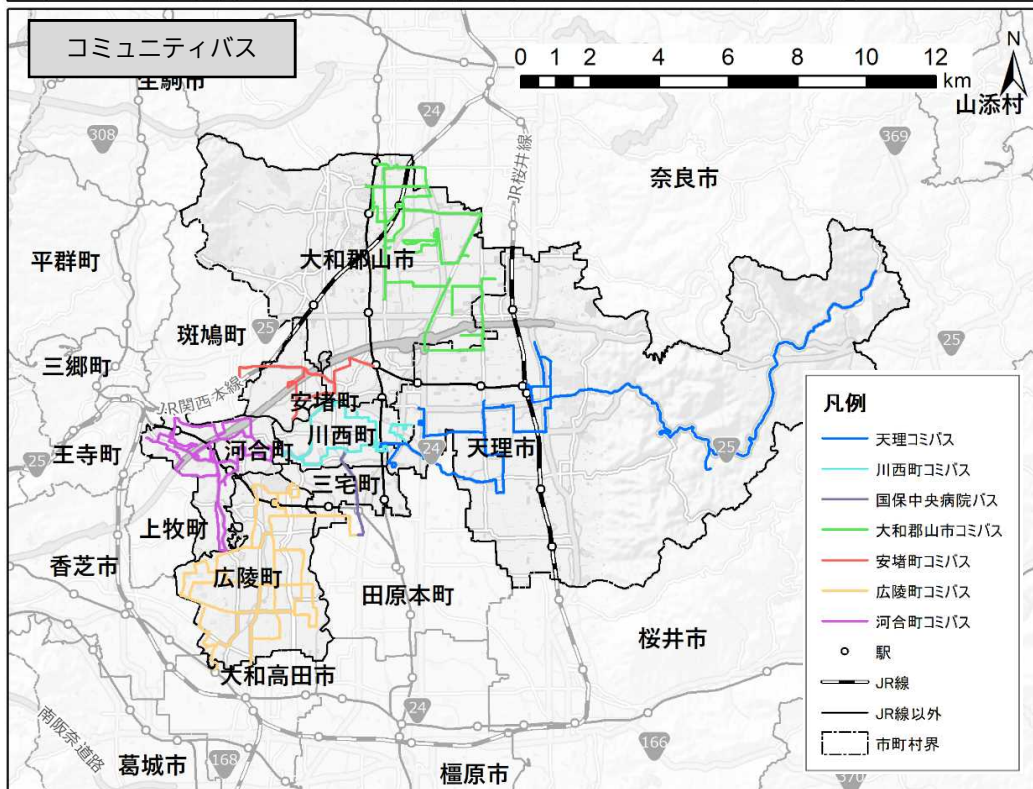 コミュニティバス
0 1 2 4 6 8 10 12
km
N
生駒市
山添村
24
308
369
JR桜井線
奈良市
平群町
大和郡山市
斑鳩町
25
25
三郷町
JR関西本線
安堵町
川西町
河合町
24
天理市
25
25
王寺町
三宅町
上牧町
香芝市
広陵町
田原本町
桜井市
大和高田市
24
南阪奈道路
168
166
葛城市
橿原市
370
凡例
天理コミバス
川西町コミバス
国保中央病院バス
大和郡山市コミバス
安堵町コミバス
広陵町コミバス
河合町コミバス
駅
JR線
JR線以外
市町村界